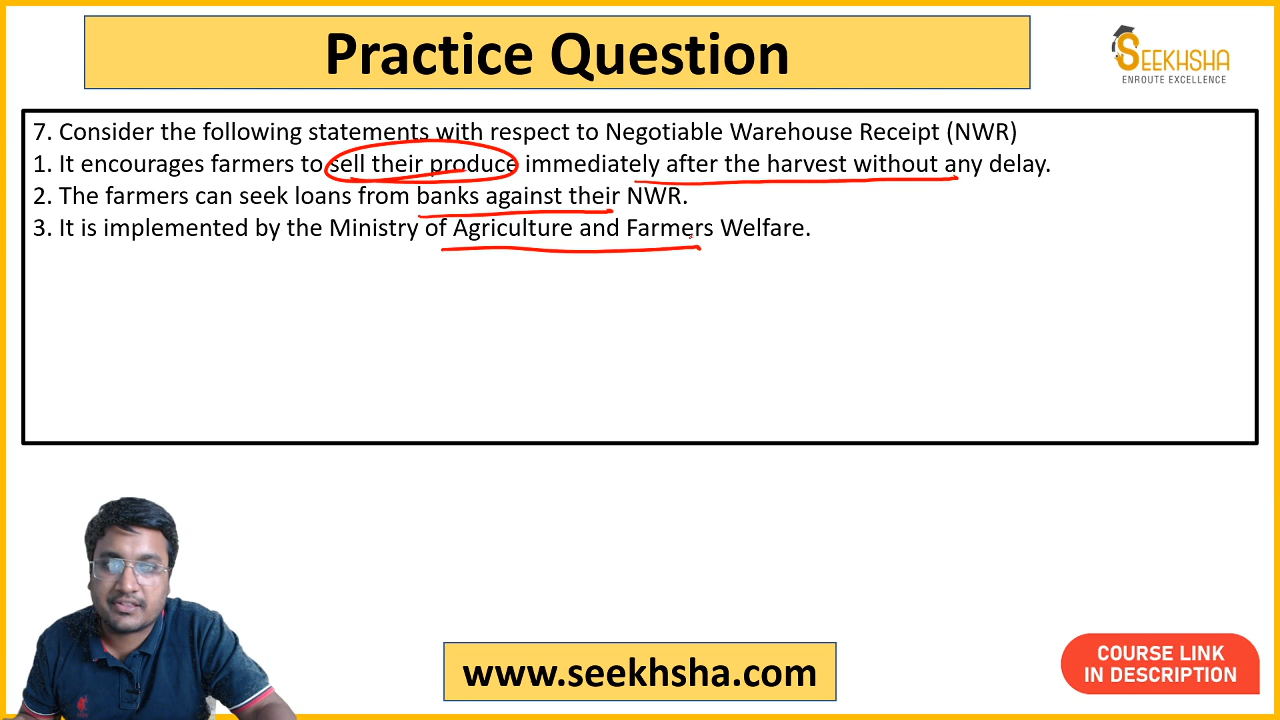 Practice Question
SEEKHSHA
ENROUTE EXCELLENCE
7. Consider the following statements with respect to Negotiable Warehouse Receipt (NWR)
1. It encourages farmers to sell their produce immediately after the harvest without any delay.
2. The farmers can seek loans from banks against their NWR.
3. It is implemented by the Ministry of Agriculture and Farmers Welfare.
www.seekhsha.com
COURSE LINK
IN DESCRIPTION